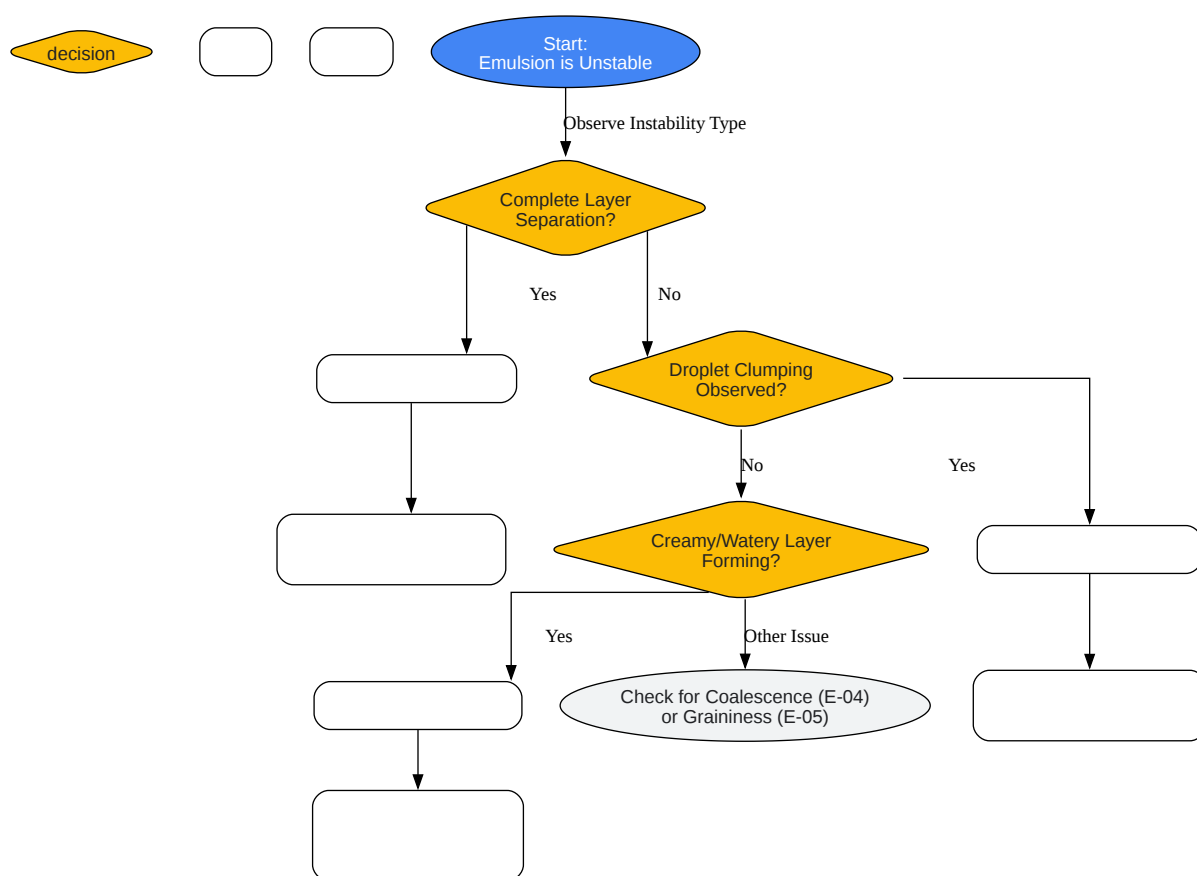 decision
Start:
Emulsion is Unstable
Observe Instability Type
Complete Layer
Separation?
Yes
No
Droplet Clumping
Observed?
No
Yes
Creamy/Watery Layer
Forming?
Yes
Other Issue
Check for Coalescence (E-04)
or Graininess (E-05)